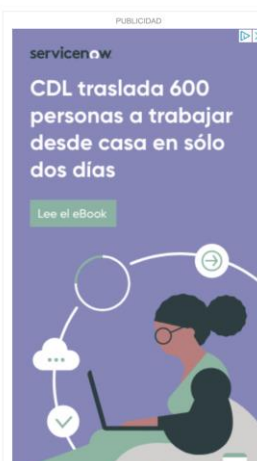 PUBLICIDAD
servicenow
CDL traslada 600
personas a trabajar
desde casa en sólo
dos días
Lee el eBook